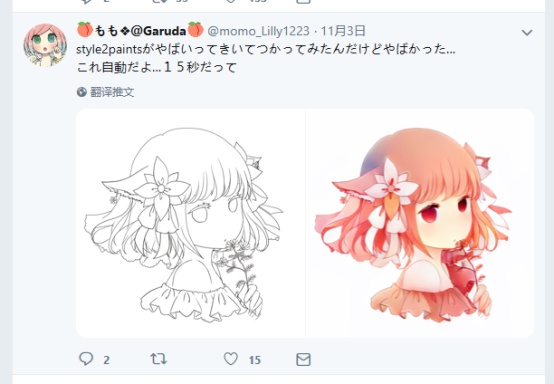 🍑もも❖@Garuda🍑 @momo_Lilly1223 · 11月3日
style2paintsがやばいってきいてつかってみたんだけどやばかった...
これ自動だよ...１５秒だって
翻译推文
2 15